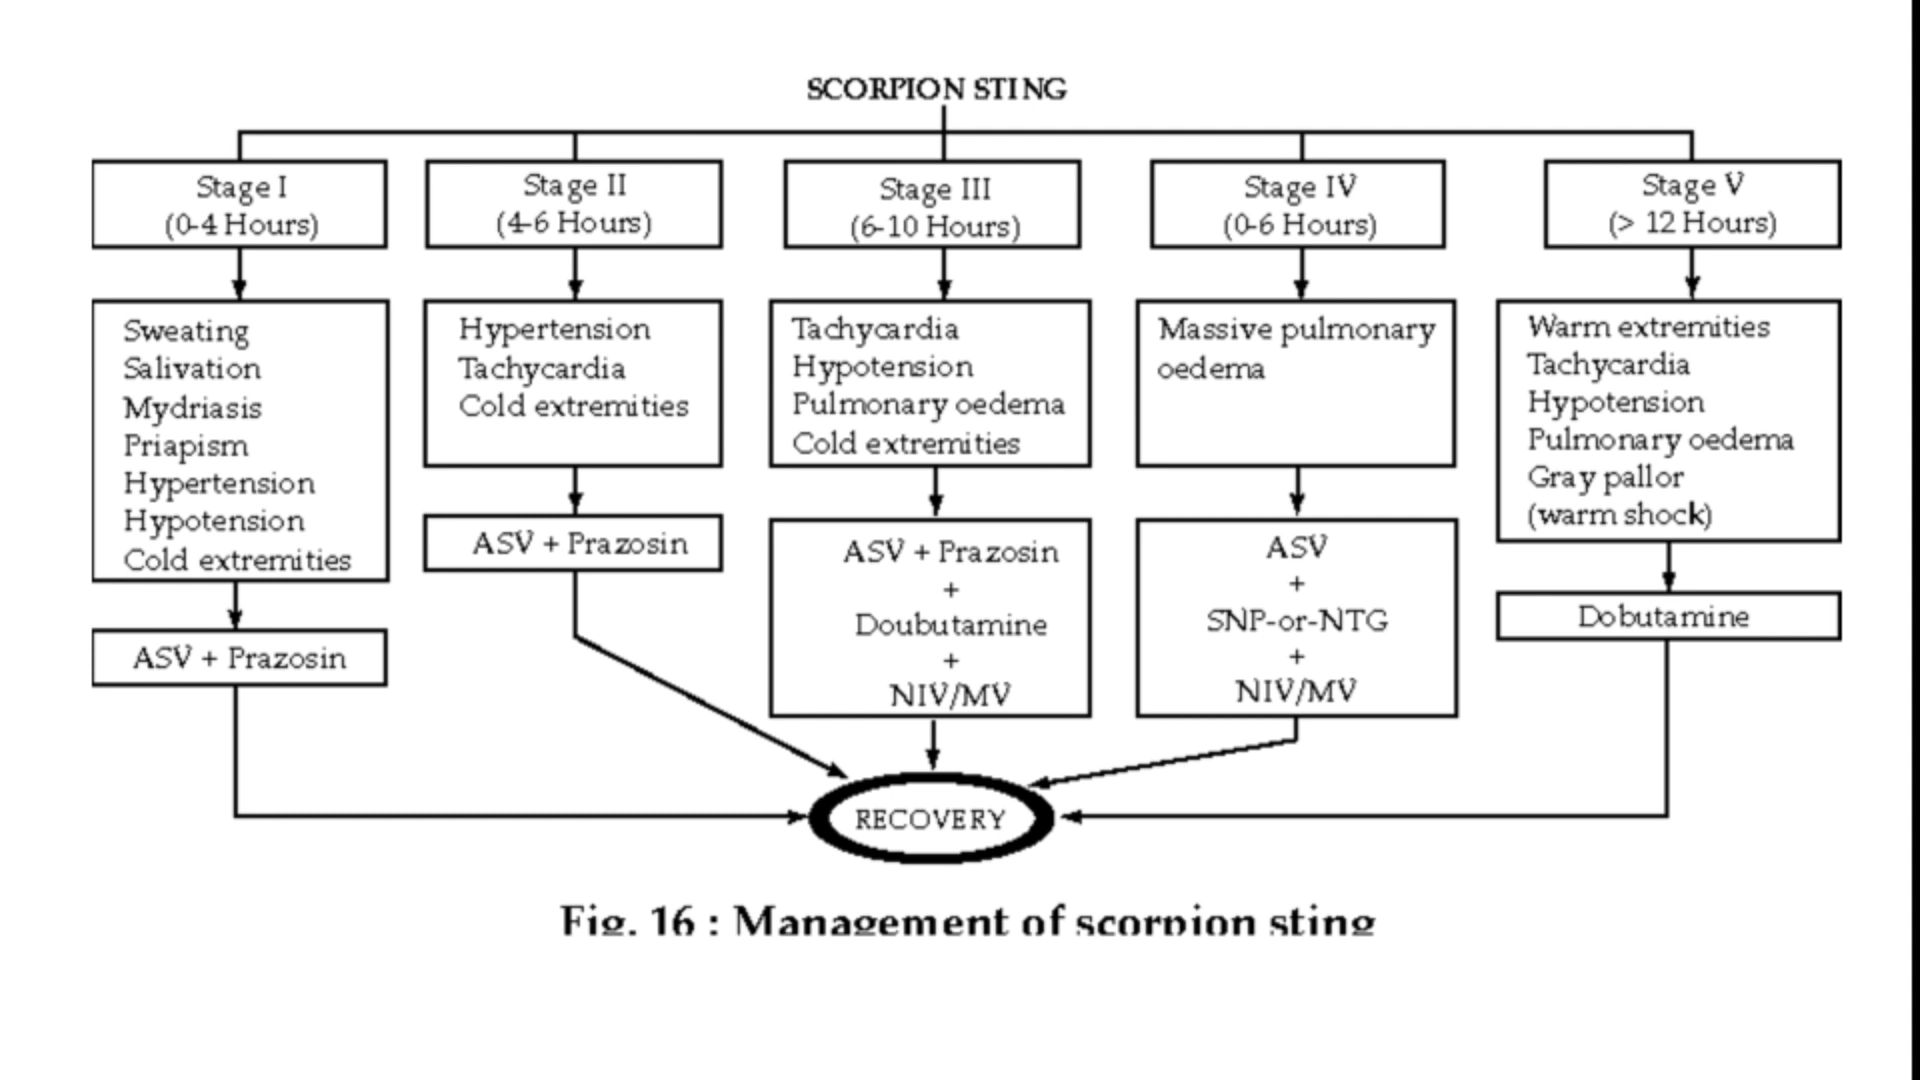 SCORPION STING
Stage I
(0-4 Hours)
Stage II
(4-6 Hours)
Stage III
(6-10 Hours)
Stage IV
(0-6 Hours)
Stage V
(> 12 Hours)
Sweating
Salivation
Mydriasis
Priapism
Hypertension
Hypotension
Cold extremities
Hypertension
Tachycardia
Cold extremities
Tachycardia
Hypotension
Pulmonary oedema
Cold extremities
Massive pulmonary
oedema
Warm extremities
Tachycardia
Hypotension
Pulmonary oedema
Gray pallor
(warm shock)
ASV + Prazosin
ASV + Prazosin
ASV + Prazosin
+
Doubutamine
+
NIV/MV
ASV
+
SNP-or-NTG
+
NIV/MV
Dobutamine
RECOVERY
Fig. 16 : Management of scorpion sting